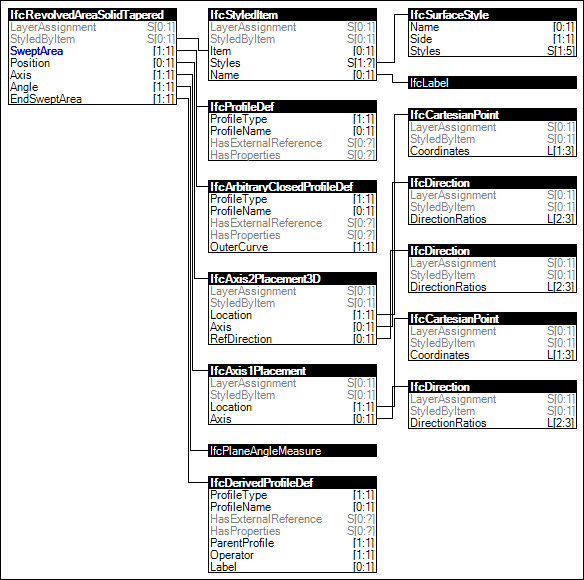 IfcRevolvedAreaSolidTapered
LayerAssignment S[0:1]
StyledByItem S[0:1]
SweptArea [1:1]
Position [0:1]
Axis [1:1]
Angle [1:1]
EndSweptArea [1:1]
IfcStyledItem
LayerAssignment S[0:1]
StyledByItem S[0:1]
Item [0:1]
Styles S[1:?]
Name [0:1]
IfcProfileDef
ProfileType [1:1]
ProfileName [0:1]
HasExternalReference S[0:?]
HasProperties S[0:?]
IfcArbitraryClosedProfileDef
ProfileType [1:1]
ProfileName [0:1]
HasExternalReference S[0:?]
HasProperties S[0:?]
OuterCurve [1:1]
IfcAxis2Placement3D
LayerAssignment S[0:1]
StyledByItem S[0:1]
Location [1:1]
Axis [0:1]
RefDirection [0:1]
IfcAxis1Placement
LayerAssignment S[0:1]
StyledByItem S[0:1]
Location [1:1]
Axis [0:1]
IfcPlaneAngleMeasure
IfcDerivedProfileDef
ProfileType [1:1]
ProfileName [0:1]
HasExternalReference S[0:?]
HasProperties S[0:?]
ParentProfile [1:1]
Operator [1:1]
Label [0:1]
IfcSurfaceStyle
Name [0:1]
Side [1:1]
Styles S[1:5]
IfcLabel
IfcCartesianPoint
LayerAssignment S[0:1]
StyledByItem S[0:1]
Coordinates L[1:3]
IfcDirection
LayerAssignment S[0:1]
StyledByItem S[0:1]
DirectionRatios L[2:3]
IfcDirection
LayerAssignment S[0:1]
StyledByItem S[0:1]
DirectionRatios L[2:3]
IfcCartesianPoint
LayerAssignment S[0:1]
StyledByItem S[0:1]
Coordinates L[1:3]
IfcDirection
LayerAssignment S[0:1]
StyledByItem S[0:1]
DirectionRatios L[2:3]